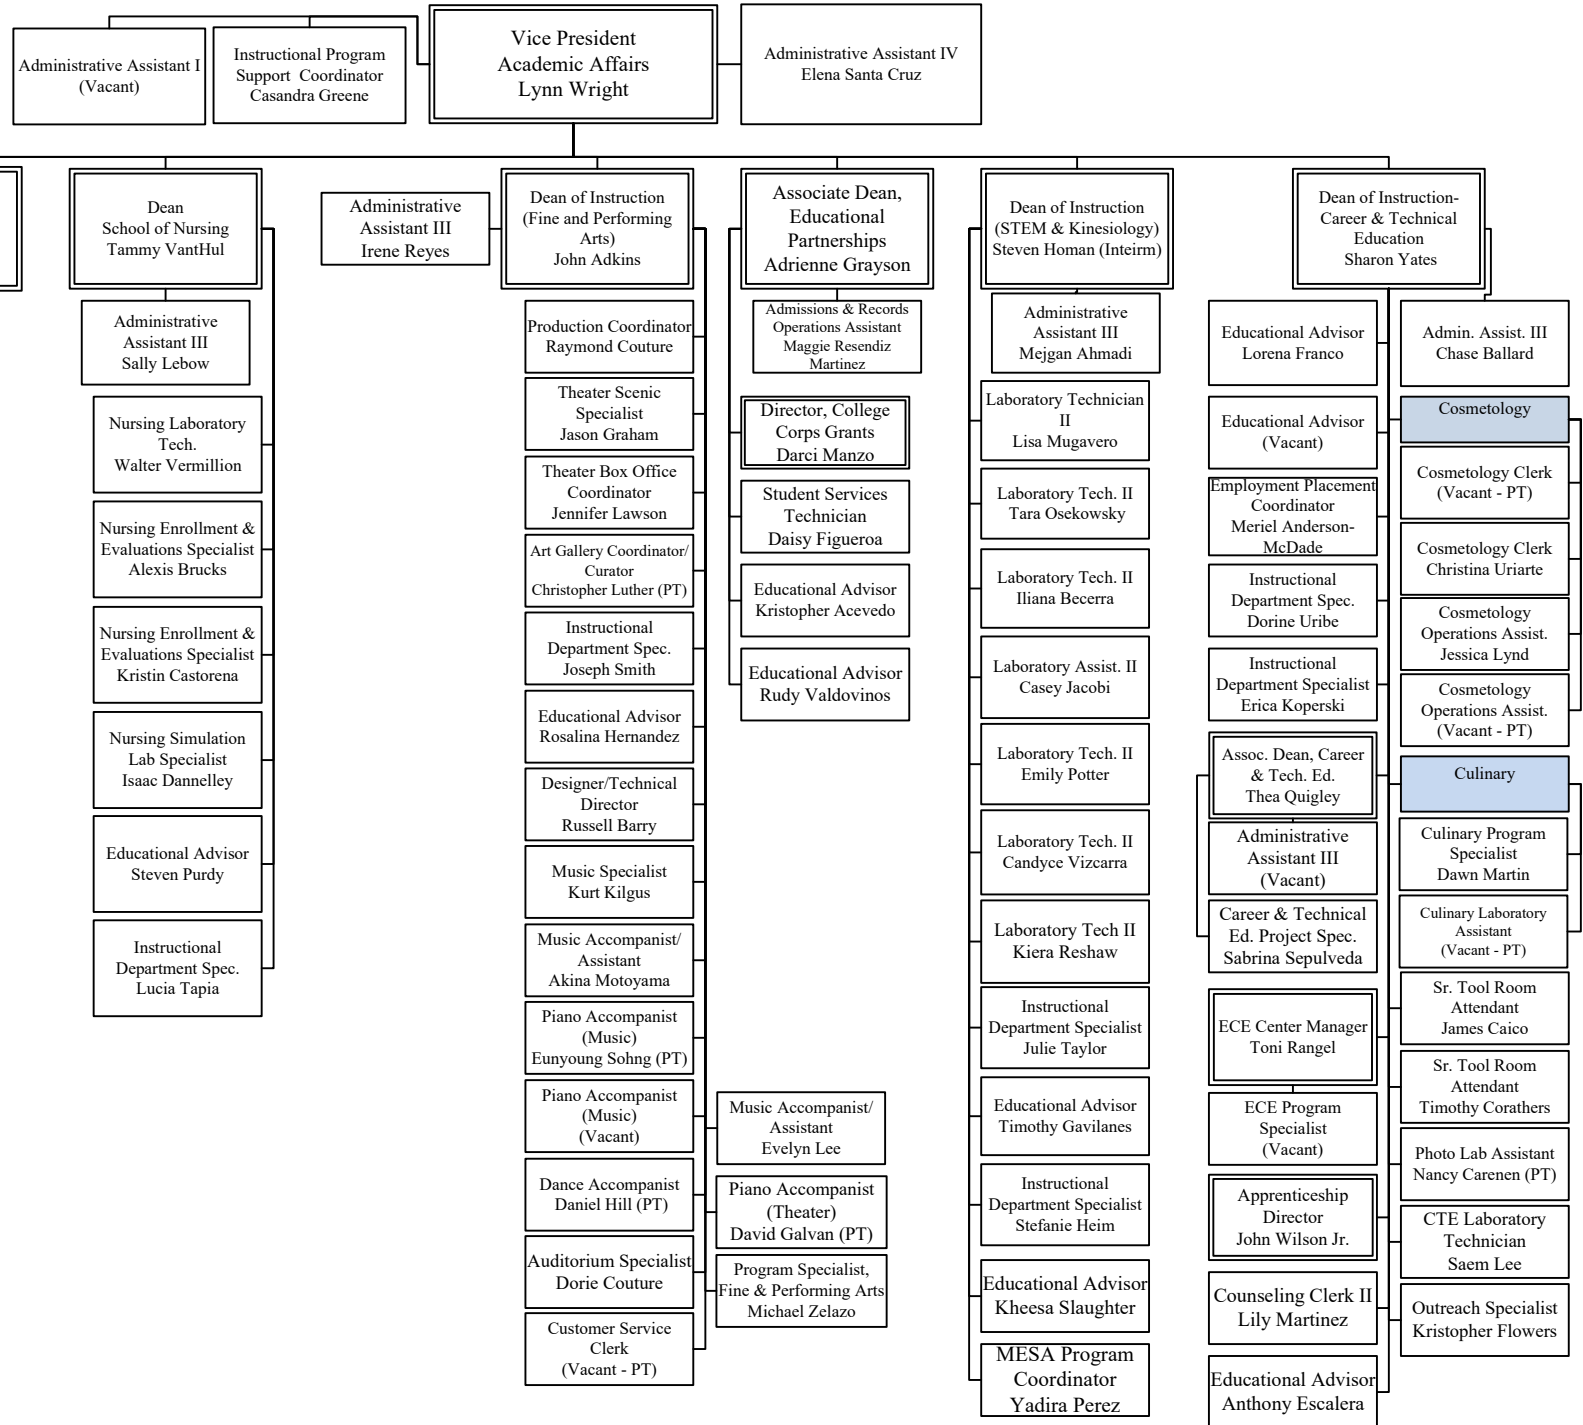 Administrative Assistant I
(Vacant)
Instructional Program
Support  Coordinator
Casandra Greene
Vice President
Academic Affairs
Lynn Wright
Administrative Assistant IV
Elena Santa Cruz
Dean
School of Nursing
Tammy VantHul
Administrative
Assistant III
Sally Lebow
Nursing Laboratory
Tech.
Walter Vermillion
Nursing Enrollment &
Evaluations Specialist
Alexis Brucks
Nursing Enrollment &
Evaluations Specialist
Kristin Castorena
Nursing Simulation
Lab Specialist
Isaac Dannelley
Educational Advisor
Steven Purdy
Instructional
Department Spec.
Lucia Tapia
Administrative
Assistant III
Irene Reyes
Dean of Instruction
(Fine and Performing
Arts)
John Adkins
Production Coordinator
Raymond Couture
Theater Scenic
Specialist
Jason Graham
Theater Box Office
Coordinator
Jennifer Lawson
Art Gallery Coordinator/
Curator
Christopher Luther (PT)
Instructional
Department Spec.
Joseph Smith
Educational Advisor
Rosalina Hernandez
Designer/Technical
Director
Russell Barry
Music Specialist
Kurt Kilgus
Music Accompanist/
Assistant
Akina Motoyama
Piano Accompanist
(Music)
Eunyoung Sohng (PT)
Piano Accompanist
(Music)
(Vacant)
Dance Accompanist
Daniel Hill (PT)
Auditorium Specialist
Dorie Couture
Customer Service
Clerk
(Vacant - PT)
Music Accompanist/
Assistant
Evelyn Lee
Piano Accompanist
(Theater)
David Galvan (PT)
Program Specialist,
Fine & Performing Arts
Michael Zelazo
Associate Dean,
Educational
Partnerships
Adrienne Grayson
Admissions & Records
Operations Assistant
Maggie Resendiz
Martinez
Director, College
Corps Grants
Darci Manzo
Student Services
Technician
Daisy Figueroa
Educational Advisor
Kristopher Acevedo
Educational Advisor
Rudy Valdovinos
Dean of Instruction
(STEM & Kinesiology)
Steven Homan (Inteirm)
Administrative
Assistant III
Mejgan Ahmadi
Laboratory Technician
II
Lisa Mugavero
Laboratory Tech. II
Tara Osekowsky
Laboratory Tech. II
Iliana Becerra
Laboratory Assist. II
Casey Jacobi
Laboratory Tech. II
Emily Potter
Laboratory Tech. II
Candyce Vizcarra
Laboratory Tech II
Kiera Reshaw
Instructional
Department Specialist
Julie Taylor
Educational Advisor
Timothy Gavilanes
Instructional
Department Specialist
Stefanie Heim
Educational Advisor
Kheesa Slaughter
MESA Program
Coordinator
Yadira Perez
Dean of Instruction-
Career & Technical
Education
Sharon Yates
Educational Advisor
Lorena Franco
Educational Advisor
(Vacant)
Employment Placement
Coordinator
Meriel Anderson-
McDade
Instructional
Department Spec.
Dorine Uribe
Instructional
Department Specialist
Erica Koperski
Assoc. Dean, Career
& Tech. Ed.
Thea Quigley
Administrative
Assistant III
(Vacant)
Career & Technical
Ed. Project Spec.
Sabrina Sepulveda
ECE Center Manager
Toni Rangel
ECE Program
Specialist
(Vacant)
Apprenticeship
Director
John Wilson Jr.
Counseling Clerk II
Lily Martinez
Educational Advisor
Anthony Escalera
Admin. Assist. III
Chase Ballard
Cosmetology
Cosmetology Clerk
(Vacant - PT)
Cosmetology Clerk
Christina Uriarte
Cosmetology
Operations Assist.
Jessica Lynd
Cosmetology
Operations Assist.
(Vacant - PT)
Culinary
Culinary Program
Specialist
Dawn Martin
Culinary Laboratory
Assistant
(Vacant - PT)
Sr. Tool Room
Attendant
James Caico
Sr. Tool Room
Attendant
Timothy Corathers
Photo Lab Assistant
Nancy Carenen (PT)
CTE Laboratory
Technician
Saem Lee
Outreach Specialist
Kristopher Flowers